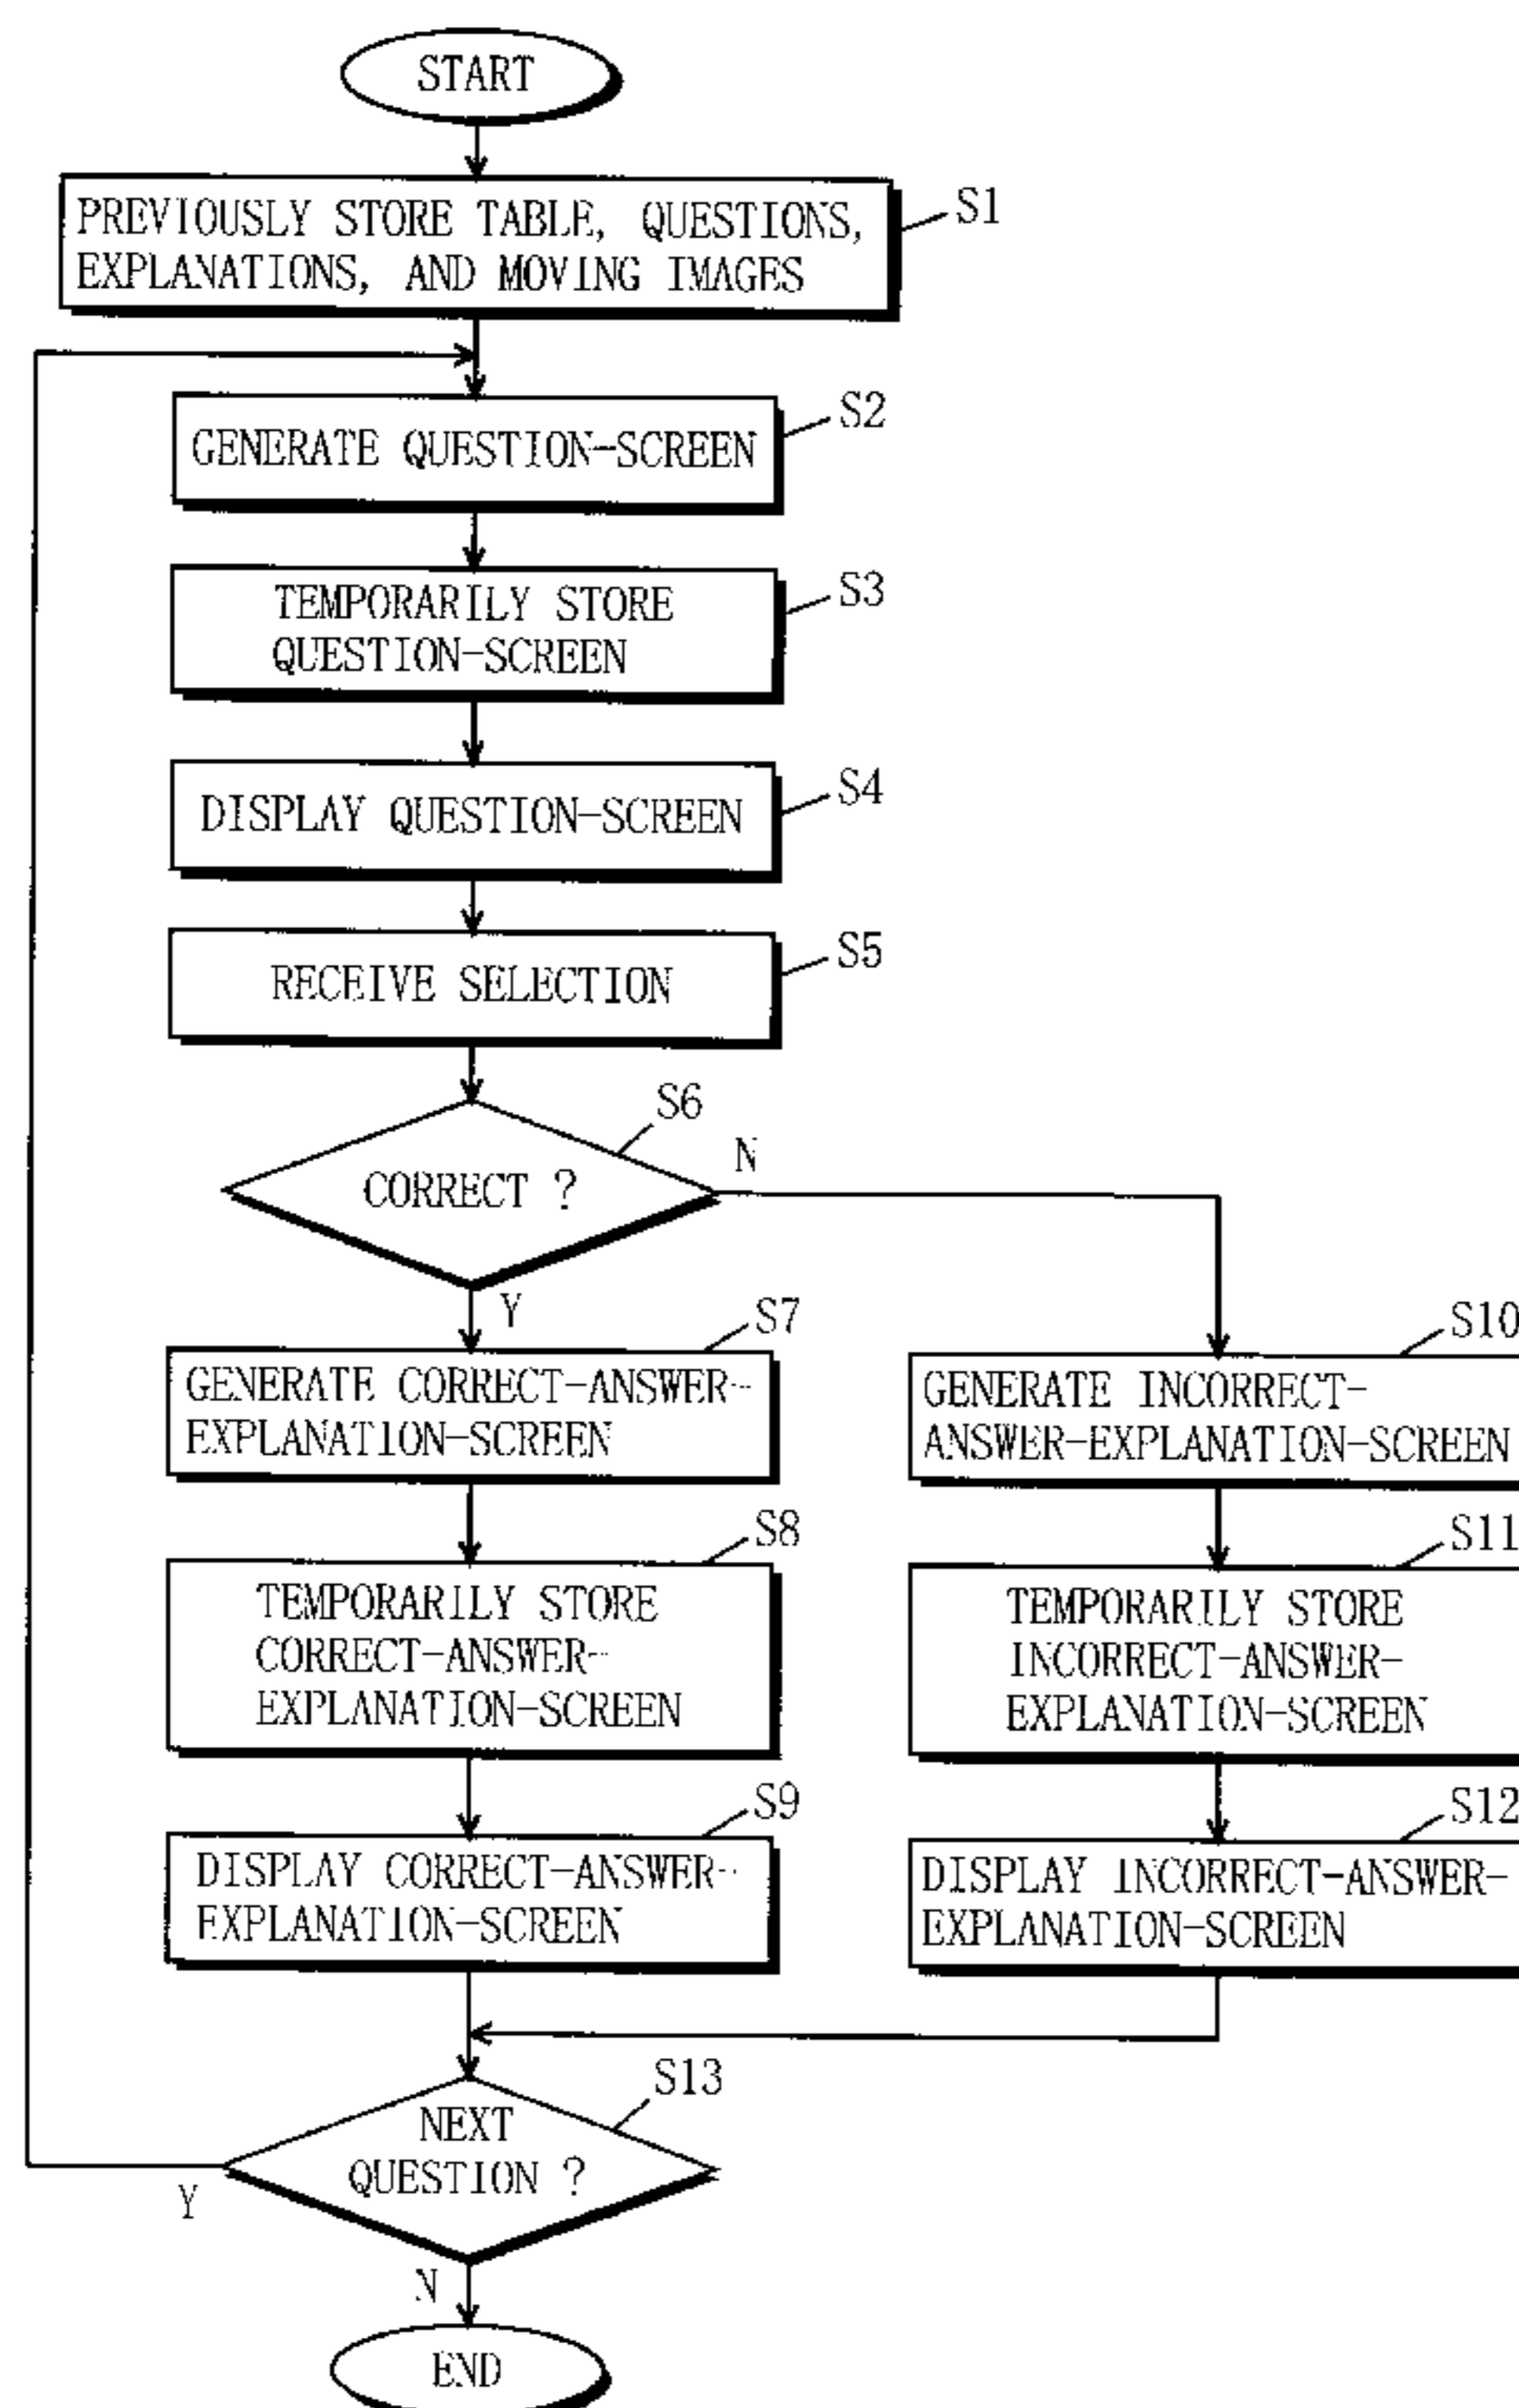 START
PREVIOUSLY STORE TABLE, QUESTIONS,
EXPLANATIONS, AND MOVING IMAGES
S1
GENERATE QUESTION-SCREEN
S2
TEMPORARILY STORE
QUESTION-SCREEN
S3
DISPLAY QUESTION-SCREEN
S4
RECEIVE SELECTION
S5
CORRECT ?
S6
N
Y
GENERATE CORRECT-ANSWER-
EXPLANATION-SCREEN
S7
TEMPORARILY STORE
CORRECT-ANSWER-
EXPLANATION-SCREEN
S8
DISPLAY CORRECT-ANSWER-
EXPLANATION-SCREEN
S9
GENERATE INCORRECT-
ANSWER-EXPLANATION-SCREEN
S10
TEMPORARILY STORE
INCORRECT-ANSWER-
EXPLANATION-SCREEN
S11
DISPLAY INCORRECT-ANSWER-
EXPLANATION-SCREEN
S12
NEXT
QUESTION ?
S13
Y
N
END